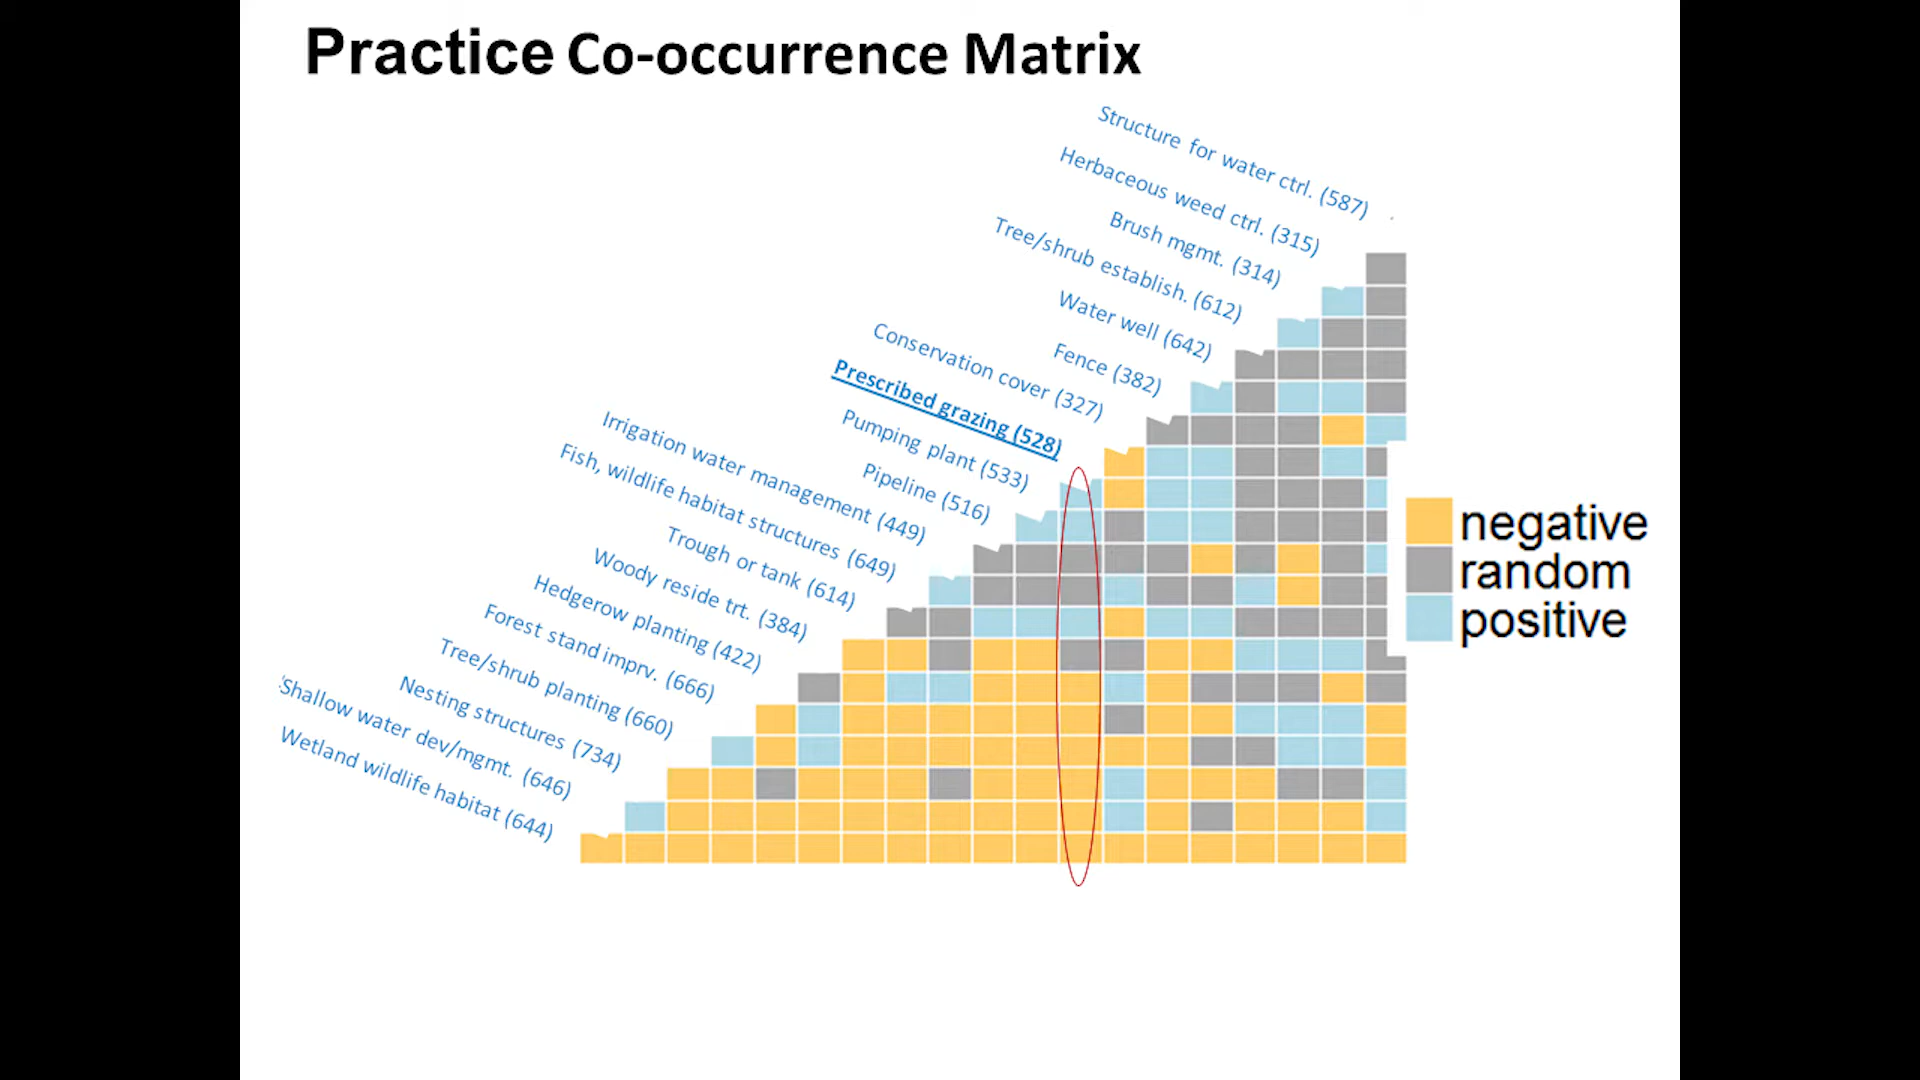 Practice Co-occurrence Matrix
Structure for water ctrl. (587)
Herbaceous weed ctrl. (315)
Brush mgmt. (314)
Tree/shrub establish. (612)
Water well (642)
Fence (382)
Conservation cover (327)
Prescribed grazing (528)
Pumping plant (533)
Pipeline (516)
Irrigation water management (449)
Fish, wildlife habitat structures (649)
Trough or tank (614)
Woody reside trt. (384)
Hedgerow planting (422)
Forest stand imprv. (666)
Tree/shrub planting (660)
Nesting structures (734)
Shallow water dev/mgmt. (646)
Wetland wildlife habitat (644)
negative
random
positive